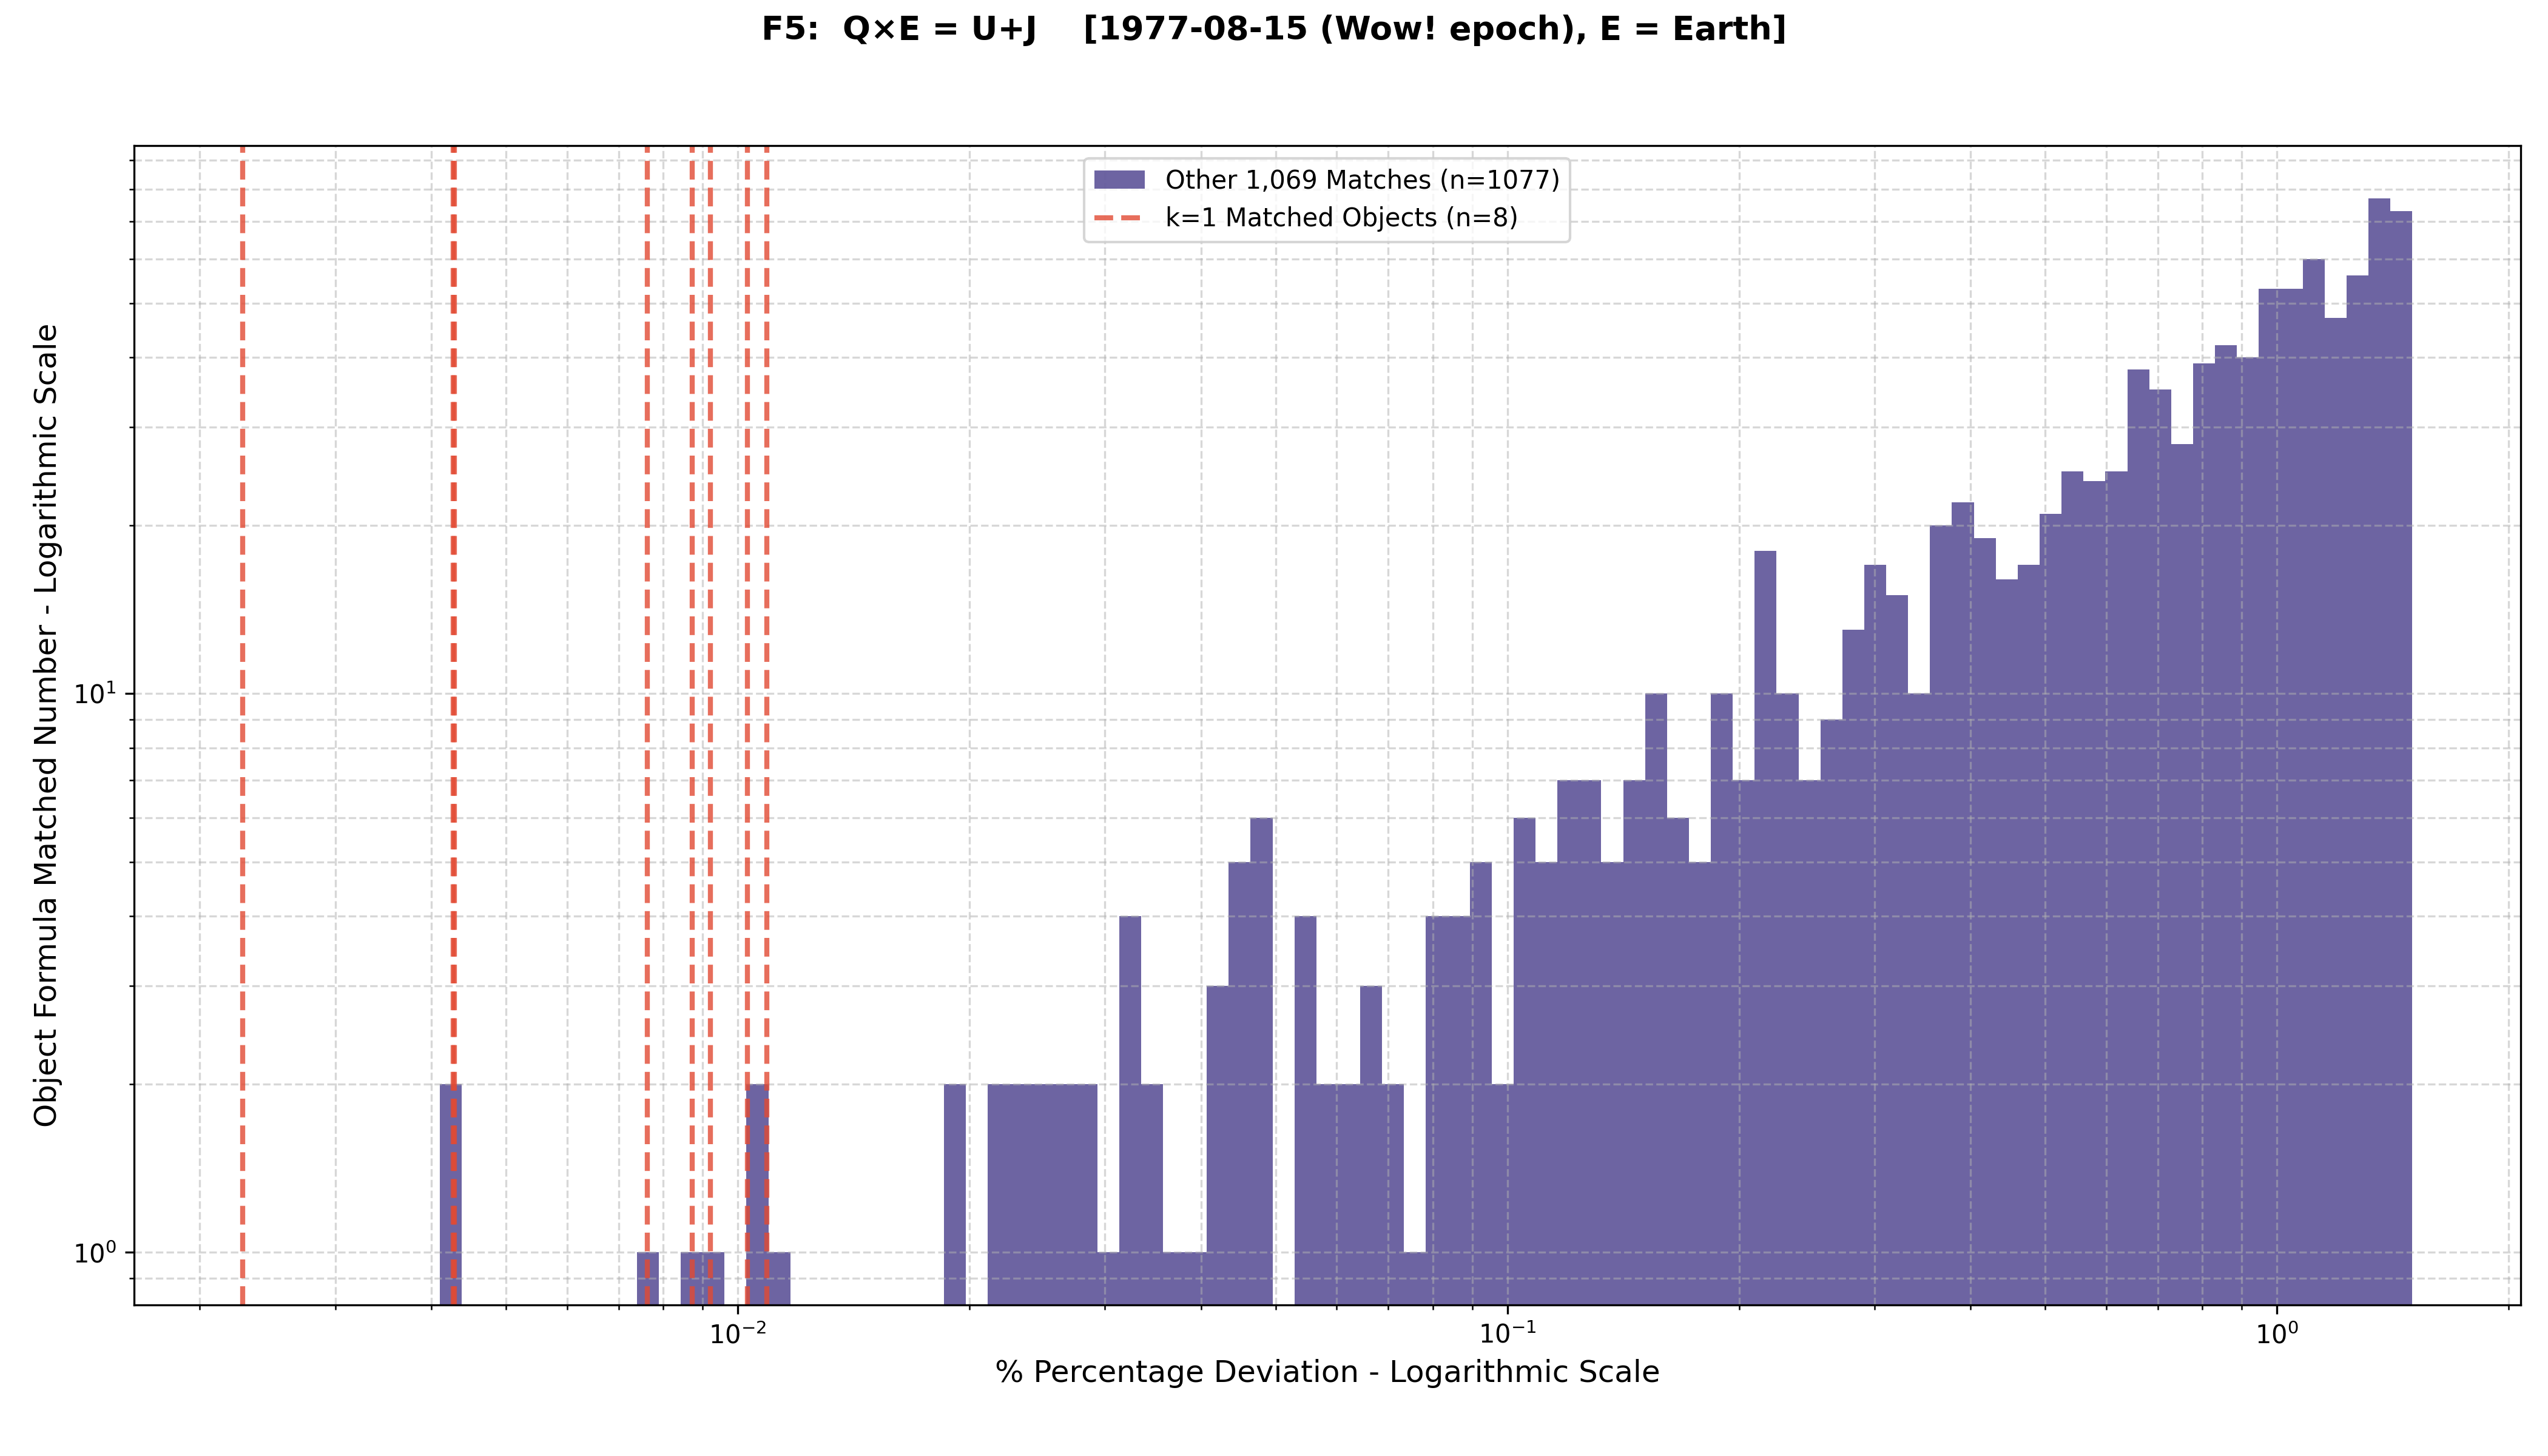 F5:  Q×E = U+J    [1977-08-15 (Wow! epoch), E = Earth]
Other 1,069 Matches (n=1077)
k=1 Matched Objects (n=8)
Object Formula Matched Number - Logarithmic Scale
10¹
10⁰
10⁻²
10⁻¹
10⁰
% Percentage Deviation - Logarithmic Scale